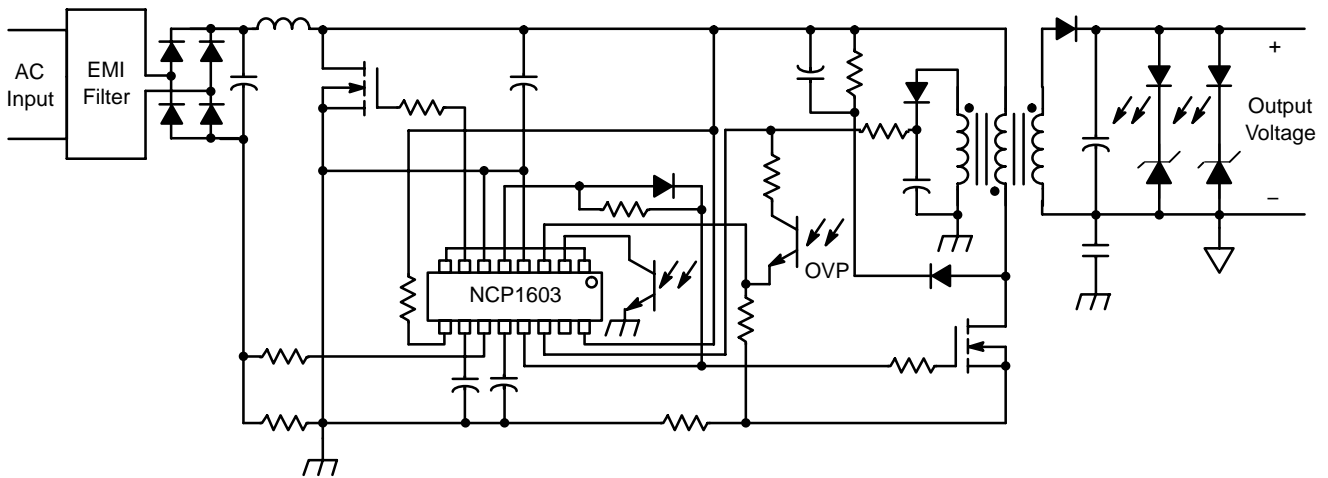 AC
Input
EMI
Filter
NCP1603
OVP
+
Output
Voltage
–